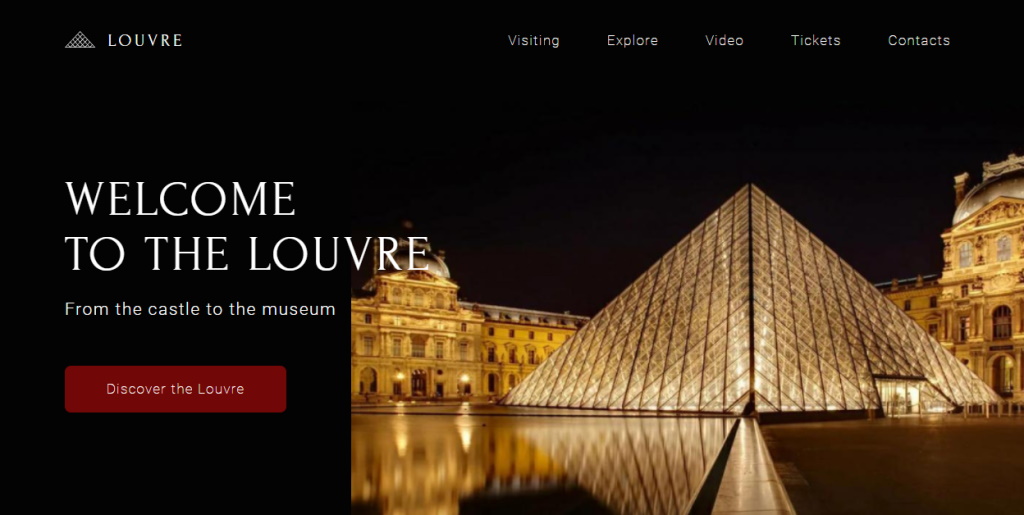 LOUVRE
Visiting
Explore
Video
Tickets
Contacts
WELCOME
TO THE LOUVRE
From the castle to the museum
Discover the Louvre